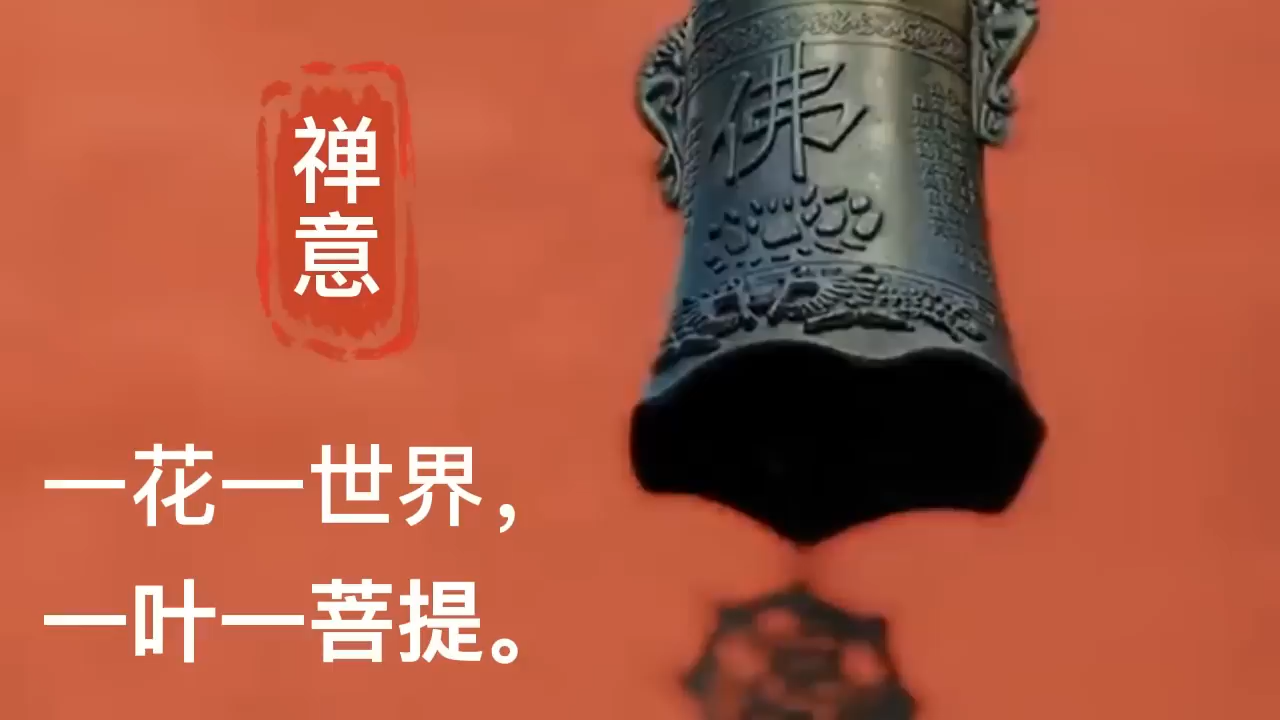 禅意
佛
一花一世界，
一叶一菩提。